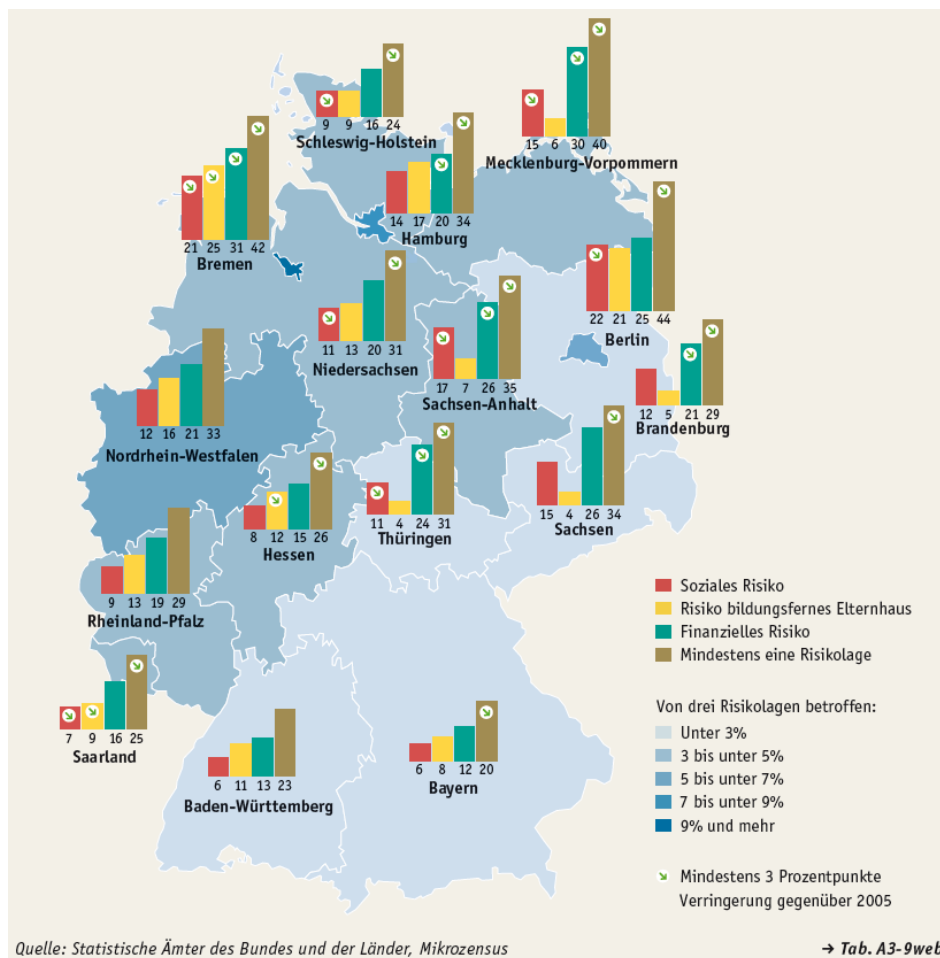 9 9 16 24
Schleswig-Holstein
15 6 30 40
Mecklenburg-Vorpommern
21 25 31 42
Bremen
14 17 20 34
Hamburg
22 21 25 44
Berlin
11 13 20 31
Niedersachsen
17 7 26 35
Sachsen-Anhalt
12 5 21 29
Brandenburg
12 16 21 33
Nordrhein-Westfalen
8 12 15 26
Hessen
11 4 24 31
Thüringen
15 4 26 34
Sachsen
9 13 19 29
Rheinland-Pfalz
7 9 16 25
Saarland
6 11 13 23
Baden-Württemberg
6 8 12 20
Bayern
Soziales Risiko
Risiko bildungsfernes Elternhaus
Finanzielles Risiko
Mindestens eine Risikolage
Von drei Risikolagen betroffen:
Unter 3%
3 bis unter 5%
5 bis unter 7%
7 bis unter 9%
9% und mehr
Mindestens 3 Prozentpunkte
Verringerung gegenüber 2005
Quelle: Statistische Ämter des Bundes und der Länder, Mikrozensus
→ Tab. A3-9web